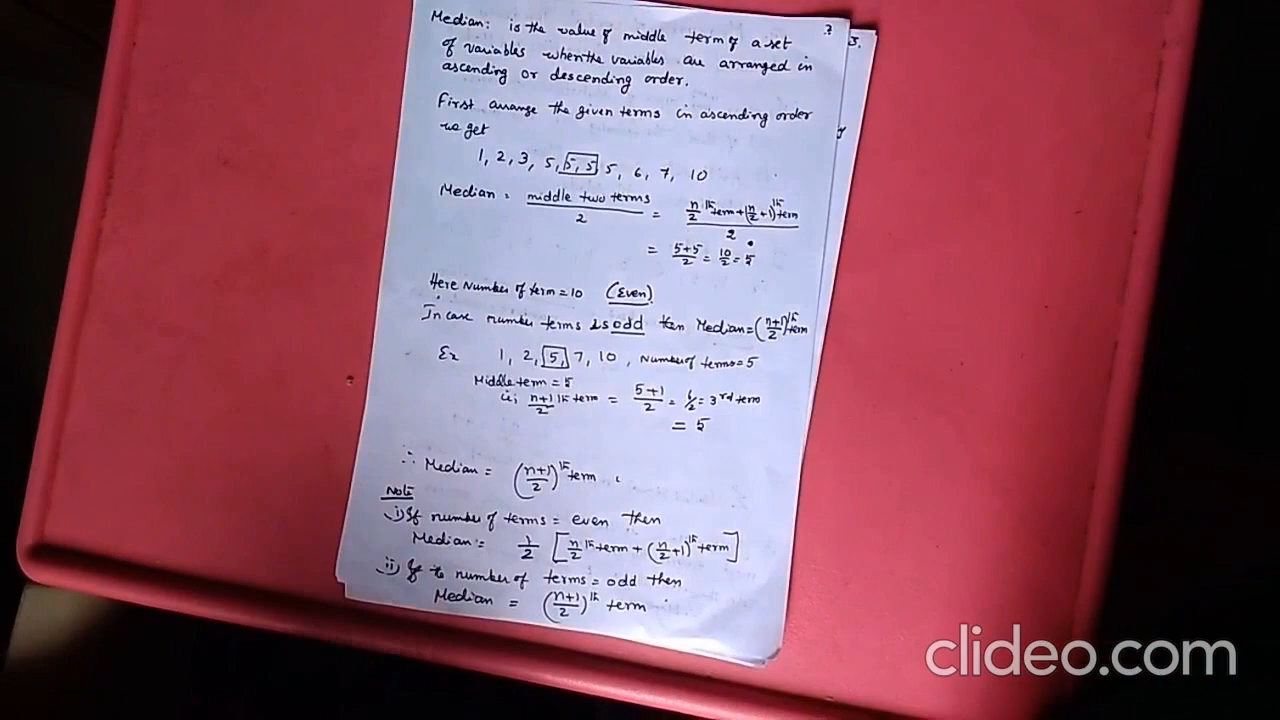 Median: is the value of middle term of a set
of variables when the variables are arranged in
ascending or descending order.
First arrange the given terms in ascending order
we get
1, 2, 3, 5, 5, 5, 5, 6, 7, 10
Median = middle two terms / 2 = n/2 th term + (n/2 + 1)th term / 2
= 5+5/2 = 10/2 = 5
Here Number of term = 10 (Even)
In case number terms is odd then Median = (n+1/2)th term
Ex 1, 2, 5, 7, 10, Number of terms = 5
Middle term = 5
i.e; n+1/2 th term = 5+1/2 = 6/2 = 3rd term
= 5
∴ Median = (n+1/2)th term
Note
i) If number of terms = even then
Median = 1/2 [n/2 th term + (n/2 + 1)th term]
ii) If the number of terms = odd then
Median = (n+1/2)th term
3.
clideo.com